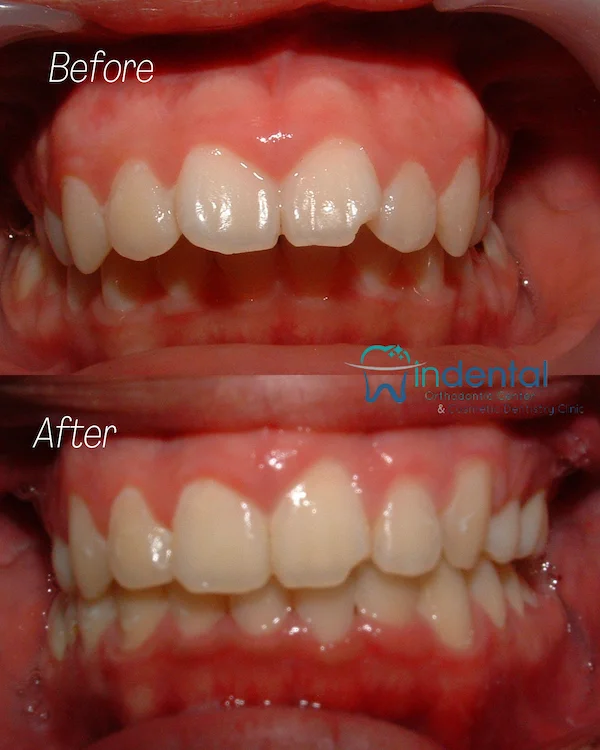 Before
indental
Orthodontic Center
& Cosmetic Dentistry Clinic
After